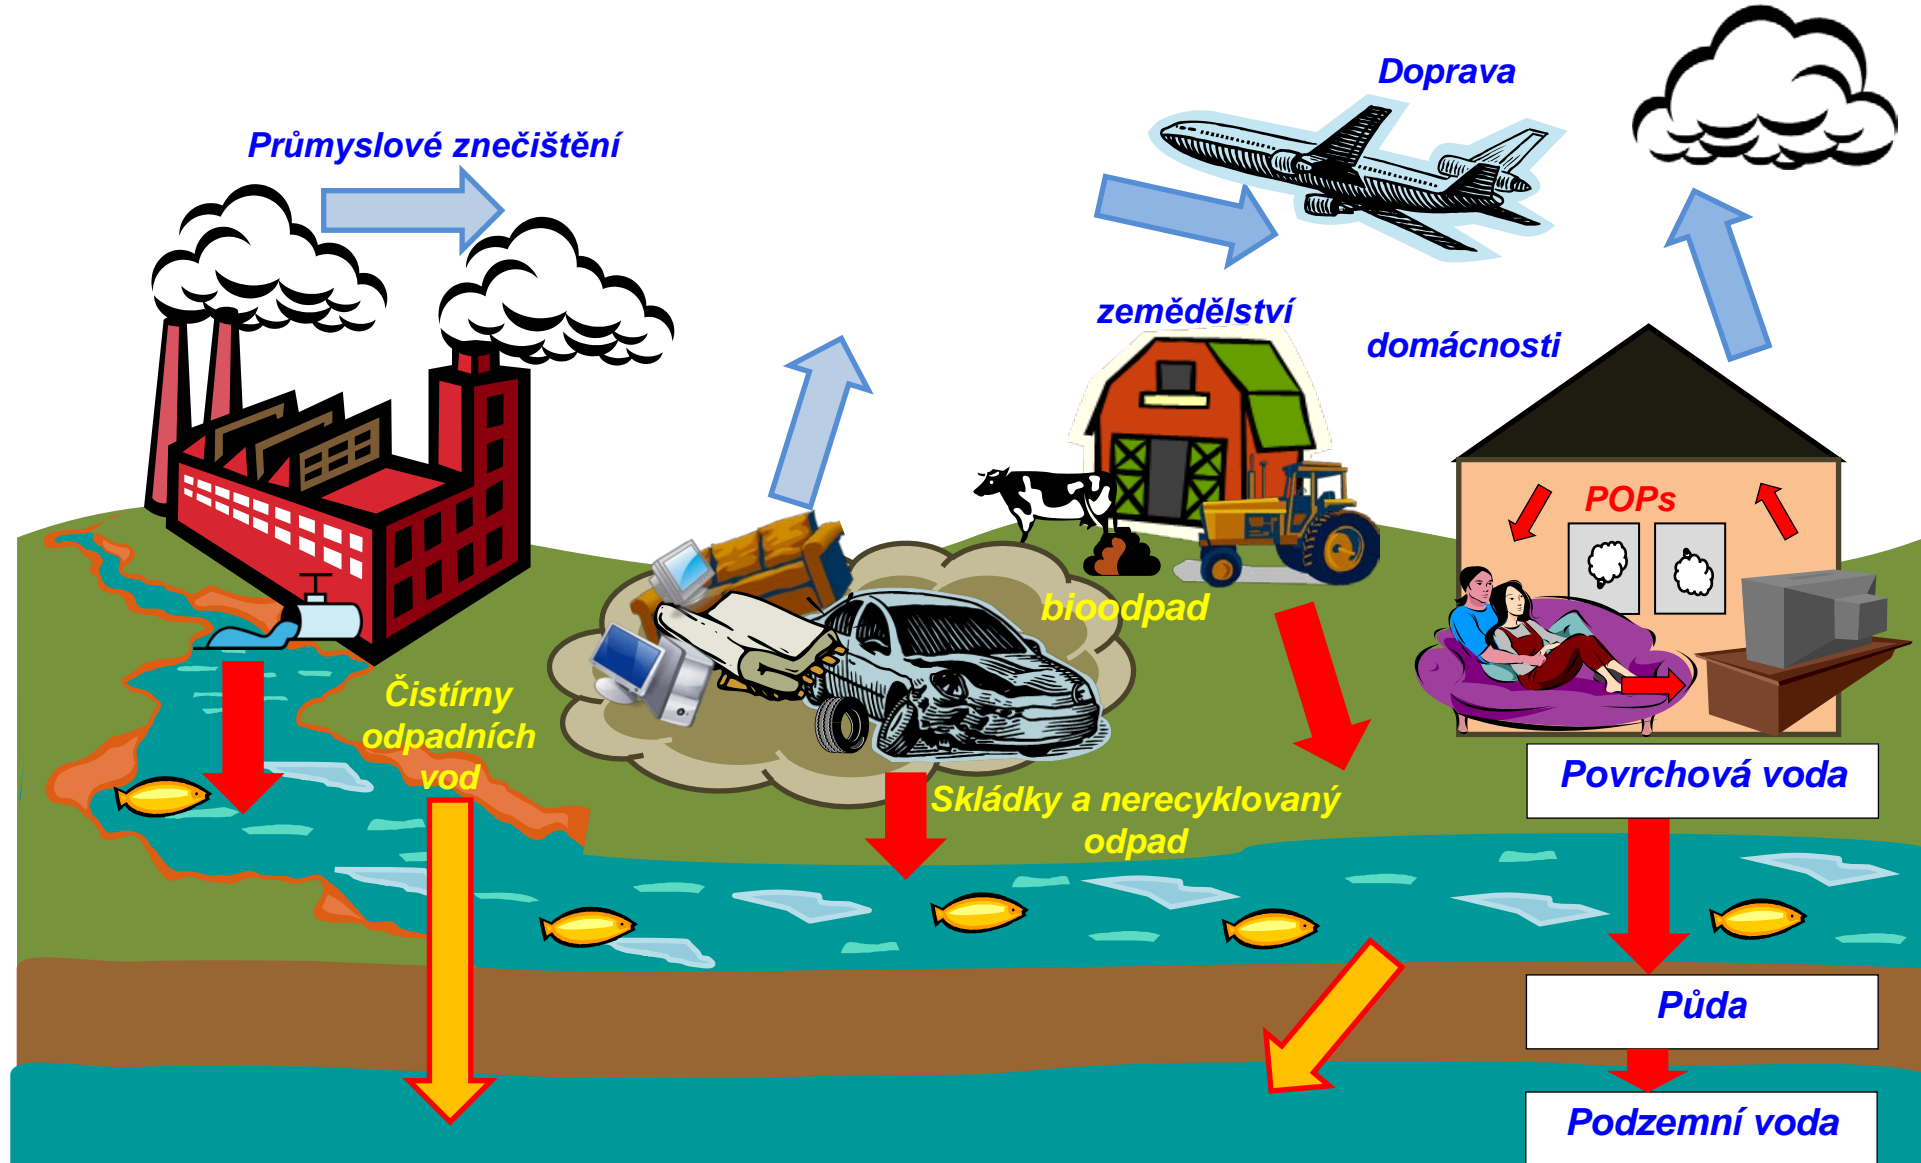 Doprava
Průmyslové znečištění
zemědělství
domácnosti
POPs
bioodpad
Čistírny
odpadních
vod
Povrchová voda
Skládky a nerecyklovaný
odpad
Půda
Podzemní voda